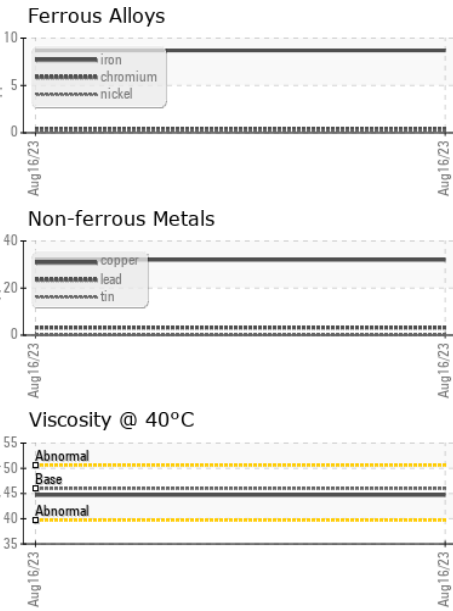 Ferrous Alloys
10
5
0
iron
chromium
nickel
Aug16/23
Aug16/23
Non-ferrous Metals
40
20
0
copper
lead
tin
Aug16/23
Aug16/23
Viscosity @ 40°C
55
50
45
40
35
Abnormal
Base
Abnormal
Aug16/23
Aug16/23